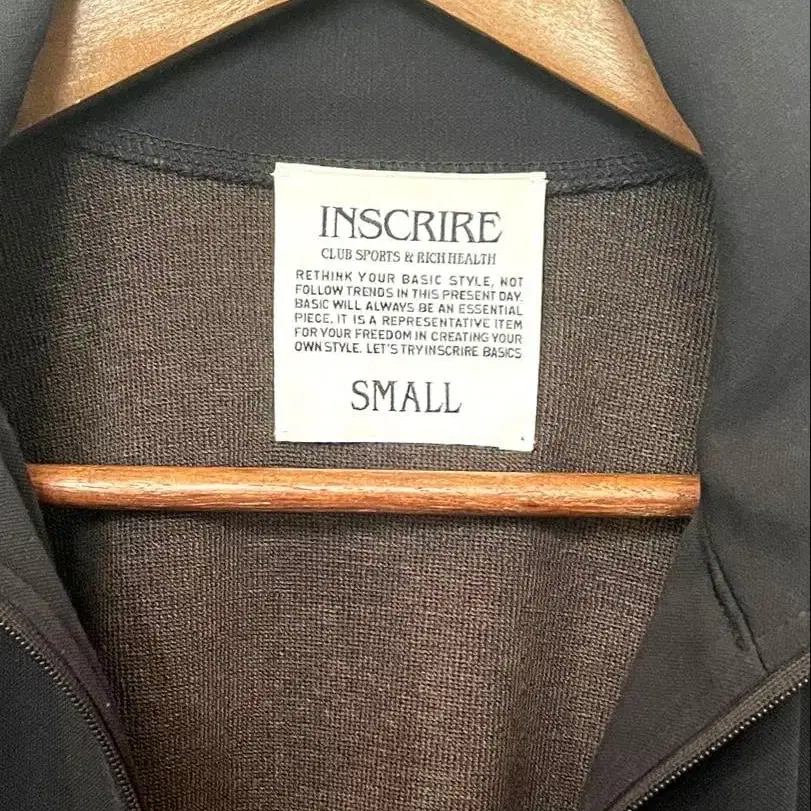 INSCRIRE
CLUB SPORTS & RICH HEALTH
RETHINK YOUR BASIC STYLE, NOT
FOLLOW TRENDS IN THIS PRESENT DAY.
BASIC WILL ALWAYS BE AN ESSENTIAL
PIECE, IT IS A REPRESENTATIVE ITEM
FOR YOUR FREEDOM IN CREATING YOUR
OWN STYLE. LET'S TRY INSCRIRE BASICS
SMALL